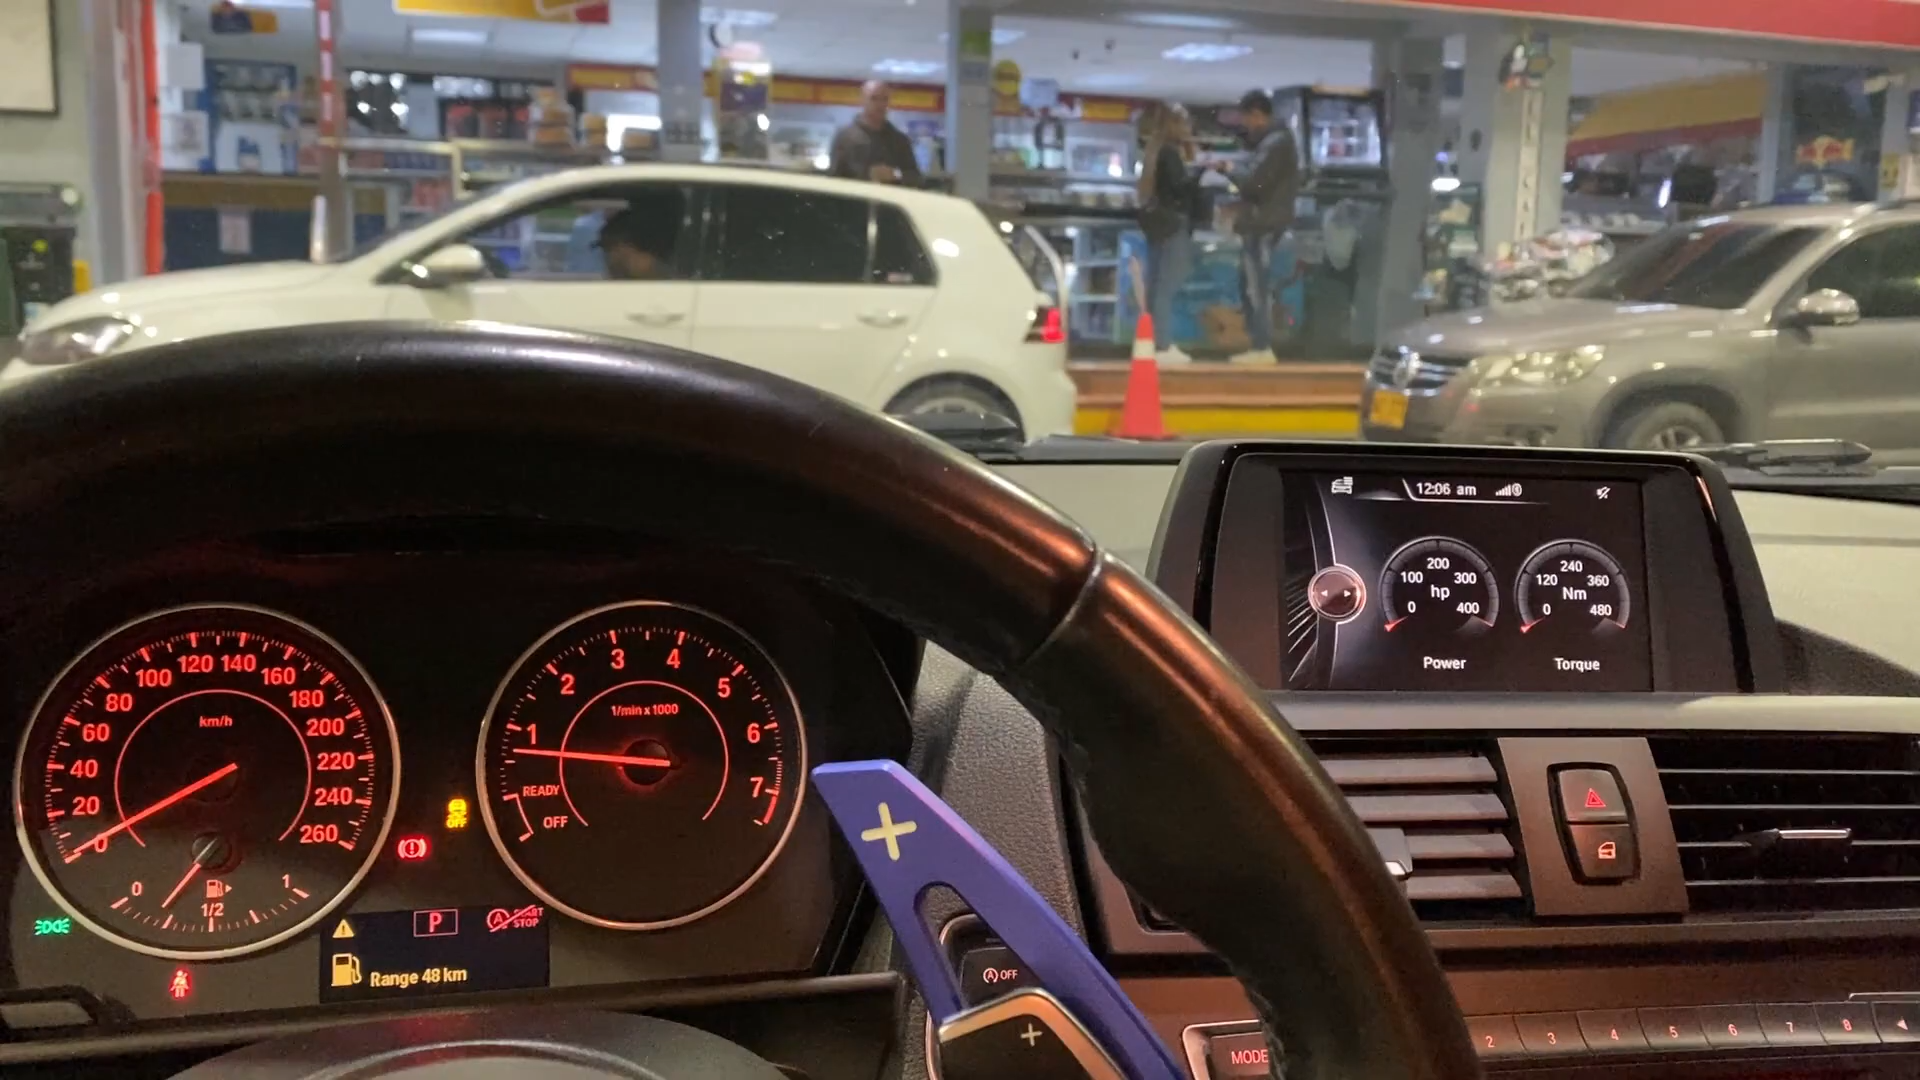 12:06 am
200
100 300
hp
0 400
Power
240
120 360
Nm
0 480
Torque
120 140
100 160
80 180
60 200
40 220
20 240
0 260
km/h
0 1
1/2
3 4
2 5
1 6
7
1/min x 1000
READY
OFF
OFF
P
A START
STOP
Range 48 km
+
A OFF
+
MODE
2 3 4 5 6 7 8